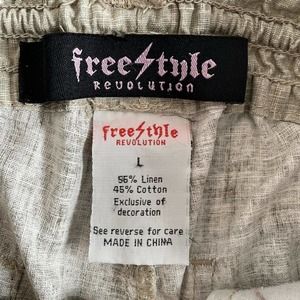 freestyle
REVOLUTION
freestyle
REVOLUTION
L
55% Linen
45% Cotton
Exclusive of
decoration
See reverse for care
MADE IN CHINA